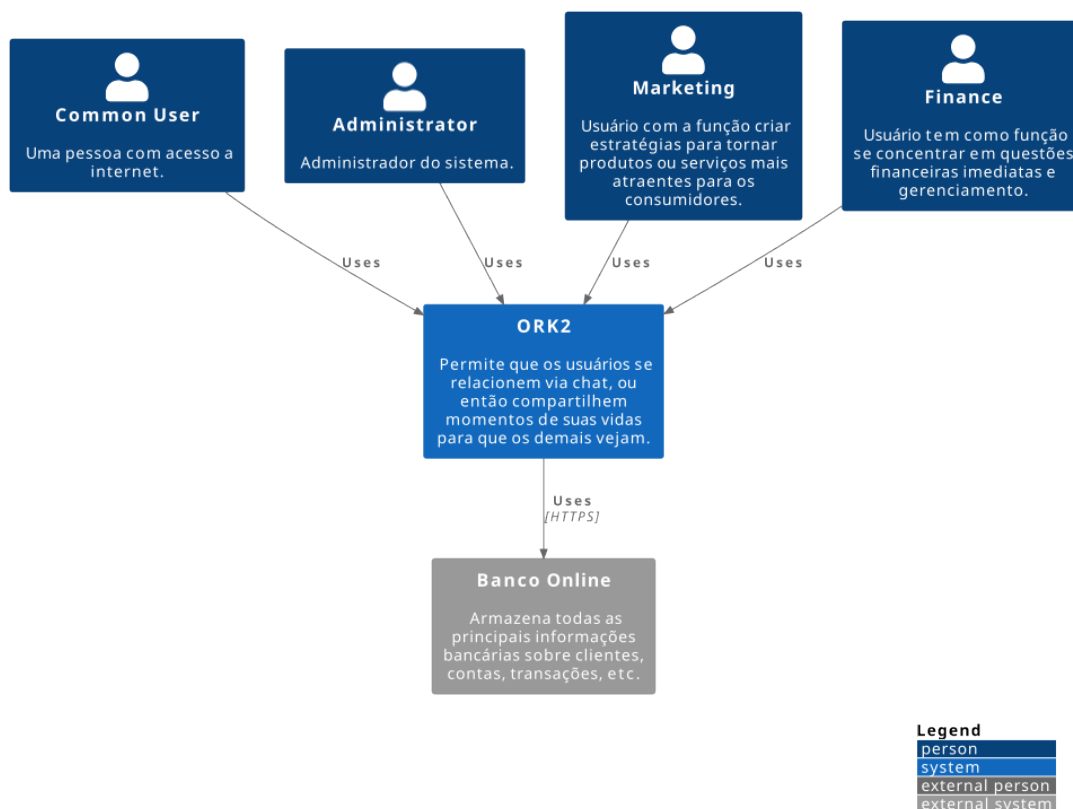 Common User
Uma pessoa com acesso a
internet.
Administrator
Administrador do sistema.
Marketing
Usuário com a função criar
estratégias para tornar
produtos ou serviços mais
atraentes para os
consumidores.
Finance
Usuário tem como função
se concentrar em questões
financeiras imediatas e
gerenciamento.
Uses
Uses
Uses
Uses
ORK2
Permite que os usuários se
relacionem via chat, ou
então compartilhem
momentos de suas vidas
para que os demais vejam.
Uses
[HTTPS]
Banco Online
Armazena todas as
principais informações
bancárias sobre clientes,
contas, transações, etc.
Legend
person
system
external person
external system